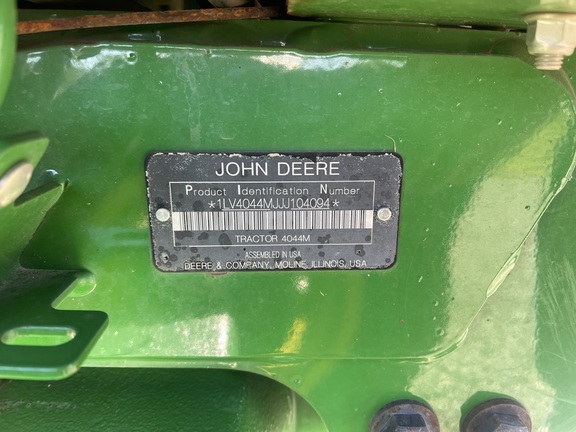 JOHN DEERE
Product Identification Number
*1LV4044MJJJ104094*
TRACTOR 4044M
ASSEMBLED IN USA
DEERE & COMPANY, MOLINE, ILLINOIS, USA